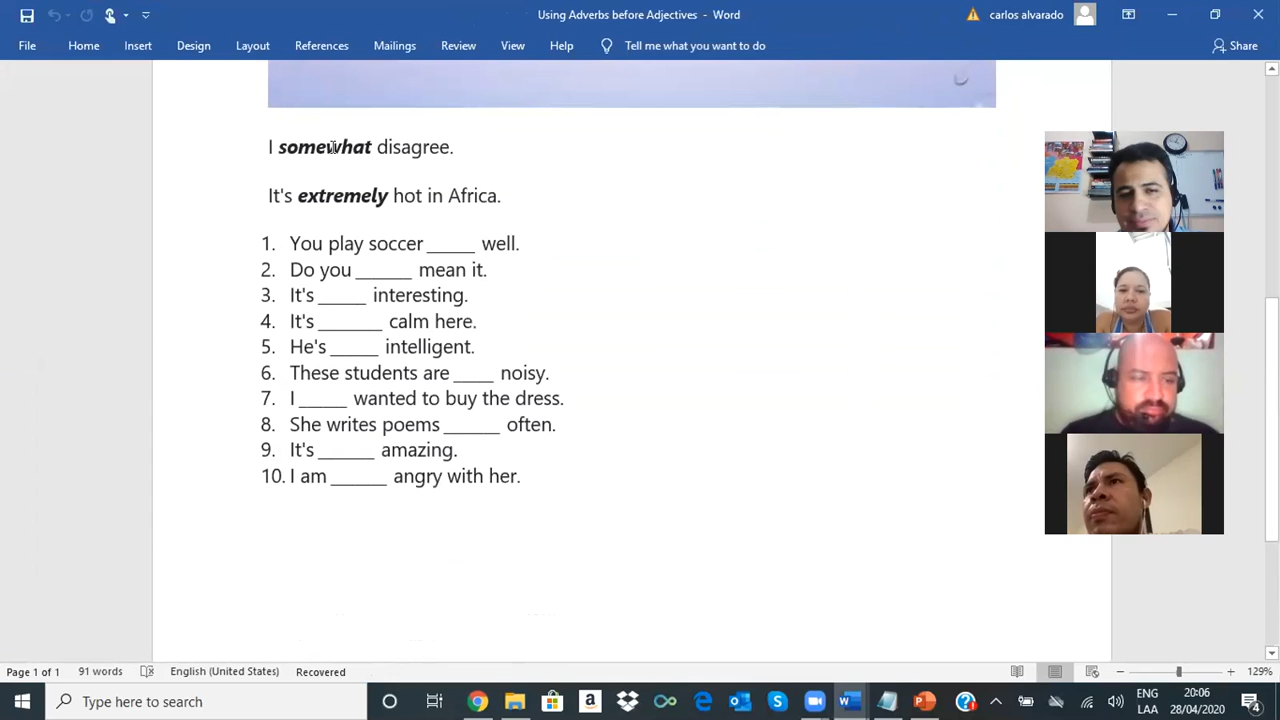 Using Adverbs before Adjectives - Word
carlos alvarado
File Home Insert Design Layout References Mailings Review View Help Tell me what you want to do Share
I somewhat disagree.
It's extremely hot in Africa.
1. You play soccer _____ well.
2. Do you ______ mean it.
3. It's _____ interesting.
4. It's _______ calm here.
5. He's _____ intelligent.
6. These students are ____ noisy.
7. I _____ wanted to buy the dress.
8. She writes poems ______ often.
9. It's ______ amazing.
10. I am ______ angry with her.
Page 1 of 1 91 words English (United States) Recovered 129%
Type here to search
ENG 20:06
LAA 28/04/2020 4